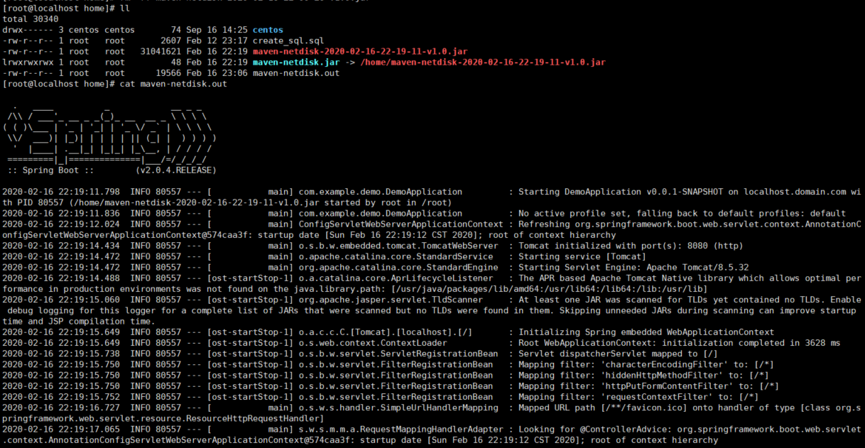 [root@localhost home]# ll
total 30340
drwx------ 3 centos centos       74 Sep 16 14:25 centos
-rw-r--r-- 1 root   root       2607 Feb 12 23:17 create_sql.sql
-rw-r--r-- 1 root   root   31041621 Feb 16 22:19 maven-netdisk-2020-02-16-22-19-11-v1.0.jar
lrwxrwxrwx 1 root   root         48 Feb 16 22:19 maven-netdisk.jar -> /home/maven-netdisk-2020-02-16-22-19-11-v1.0.jar
-rw-r--r-- 1 root   root      19566 Feb 16 23:06 maven-netdisk.out
[root@localhost home]# cat maven-netdisk.out
:: Spring Boot ::        (v2.0.4.RELEASE)
2020-02-16 22:19:11.798  INFO 80557 --- [           main] com.example.demo.DemoApplication         : Starting DemoApplication v0.0.1-SNAPSHOT on localhost.domain.com wi
th PID 80557 (/home/maven-netdisk-2020-02-16-22-19-11-v1.0.jar started by root in /root)
2020-02-16 22:19:11.836  INFO 80557 --- [           main] com.example.demo.DemoApplication         : No active profile set, falling back to default profiles: default
2020-02-16 22:19:12.024  INFO 80557 --- [           main] ConfigServletWebServerApplicationContext : Refreshing org.springframework.boot.web.servlet.context.AnnotationC
onfigServletWebServerApplicationContext@574caa3f: startup date [Sun Feb 16 22:19:12 CST 2020]; root of context hierarchy
2020-02-16 22:19:14.434  INFO 80557 --- [           main] o.s.b.w.embedded.tomcat.TomcatWebServer  : Tomcat initialized with port(s): 8080 (http)
2020-02-16 22:19:14.472  INFO 80557 --- [           main] o.apache.catalina.core.StandardService   : Starting service [Tomcat]
2020-02-16 22:19:14.472  INFO 80557 --- [           main] org.apache.catalina.core.StandardEngine  : Starting Servlet Engine: Apache Tomcat/8.5.32
2020-02-16 22:19:14.488  INFO 80557 --- [ost-startStop-1] o.a.catalina.core.AprLifecycleListener   : The APR based Apache Tomcat Native library which allows optimal per
formance in production environments was not found on the java.library.path: [/usr/java/packages/lib/amd64:/usr/lib64:/lib64:/lib:/usr/lib]
2020-02-16 22:19:15.060  INFO 80557 --- [ost-startStop-1] org.apache.jasper.servlet.TldScanner     : At least one JAR was scanned for TLDs yet contained no TLDs. Enable
 debug logging for this logger for a complete list of JARs that were scanned but no TLDs were found in them. Skipping unneeded JARs during scanning can improve startup
time and JSP compilation time.
2020-02-16 22:19:15.649  INFO 80557 --- [ost-startStop-1] o.a.c.c.C.[Tomcat].[localhost].[/]       : Initializing Spring embedded WebApplicationContext
2020-02-16 22:19:15.649  INFO 80557 --- [ost-startStop-1] o.s.web.context.ContextLoader            : Root WebApplicationContext: initialization completed in 3628 ms
2020-02-16 22:19:15.738  INFO 80557 --- [ost-startStop-1] o.s.b.w.servlet.ServletRegistrationBean  : Servlet dispatcherServlet mapped to [/]
2020-02-16 22:19:15.750  INFO 80557 --- [ost-startStop-1] o.s.b.w.servlet.FilterRegistrationBean   : Mapping filter: 'characterEncodingFilter' to: [/*]
2020-02-16 22:19:15.750  INFO 80557 --- [ost-startStop-1] o.s.b.w.servlet.FilterRegistrationBean   : Mapping filter: 'hiddenHttpMethodFilter' to: [/*]
2020-02-16 22:19:15.752  INFO 80557 --- [ost-startStop-1] o.s.b.w.servlet.FilterRegistrationBean   : Mapping filter: 'httpPutFormContentFilter' to: [/*]
2020-02-16 22:19:15.752  INFO 80557 --- [ost-startStop-1] o.s.b.w.servlet.FilterRegistrationBean   : Mapping filter: 'requestContextFilter' to: [/*]
2020-02-16 22:19:16.727  INFO 80557 --- [           main] o.s.w.s.handler.SimpleUrlHandlerMapping  : Mapped URL path [/**/favicon.ico] onto handler of type [class org.s
pringframework.web.servlet.resource.ResourceHttpRequestHandler]
2020-02-16 22:19:17.065  INFO 80557 --- [           main] s.w.s.m.m.a.RequestMappingHandlerAdapter : Looking for @ControllerAdvice: org.springframework.boot.web.servlet
.context.AnnotationConfigServletWebServerApplicationContext@574caa3f: startup date [Sun Feb 16 22:19:12 CST 2020]; root of context hierarchy